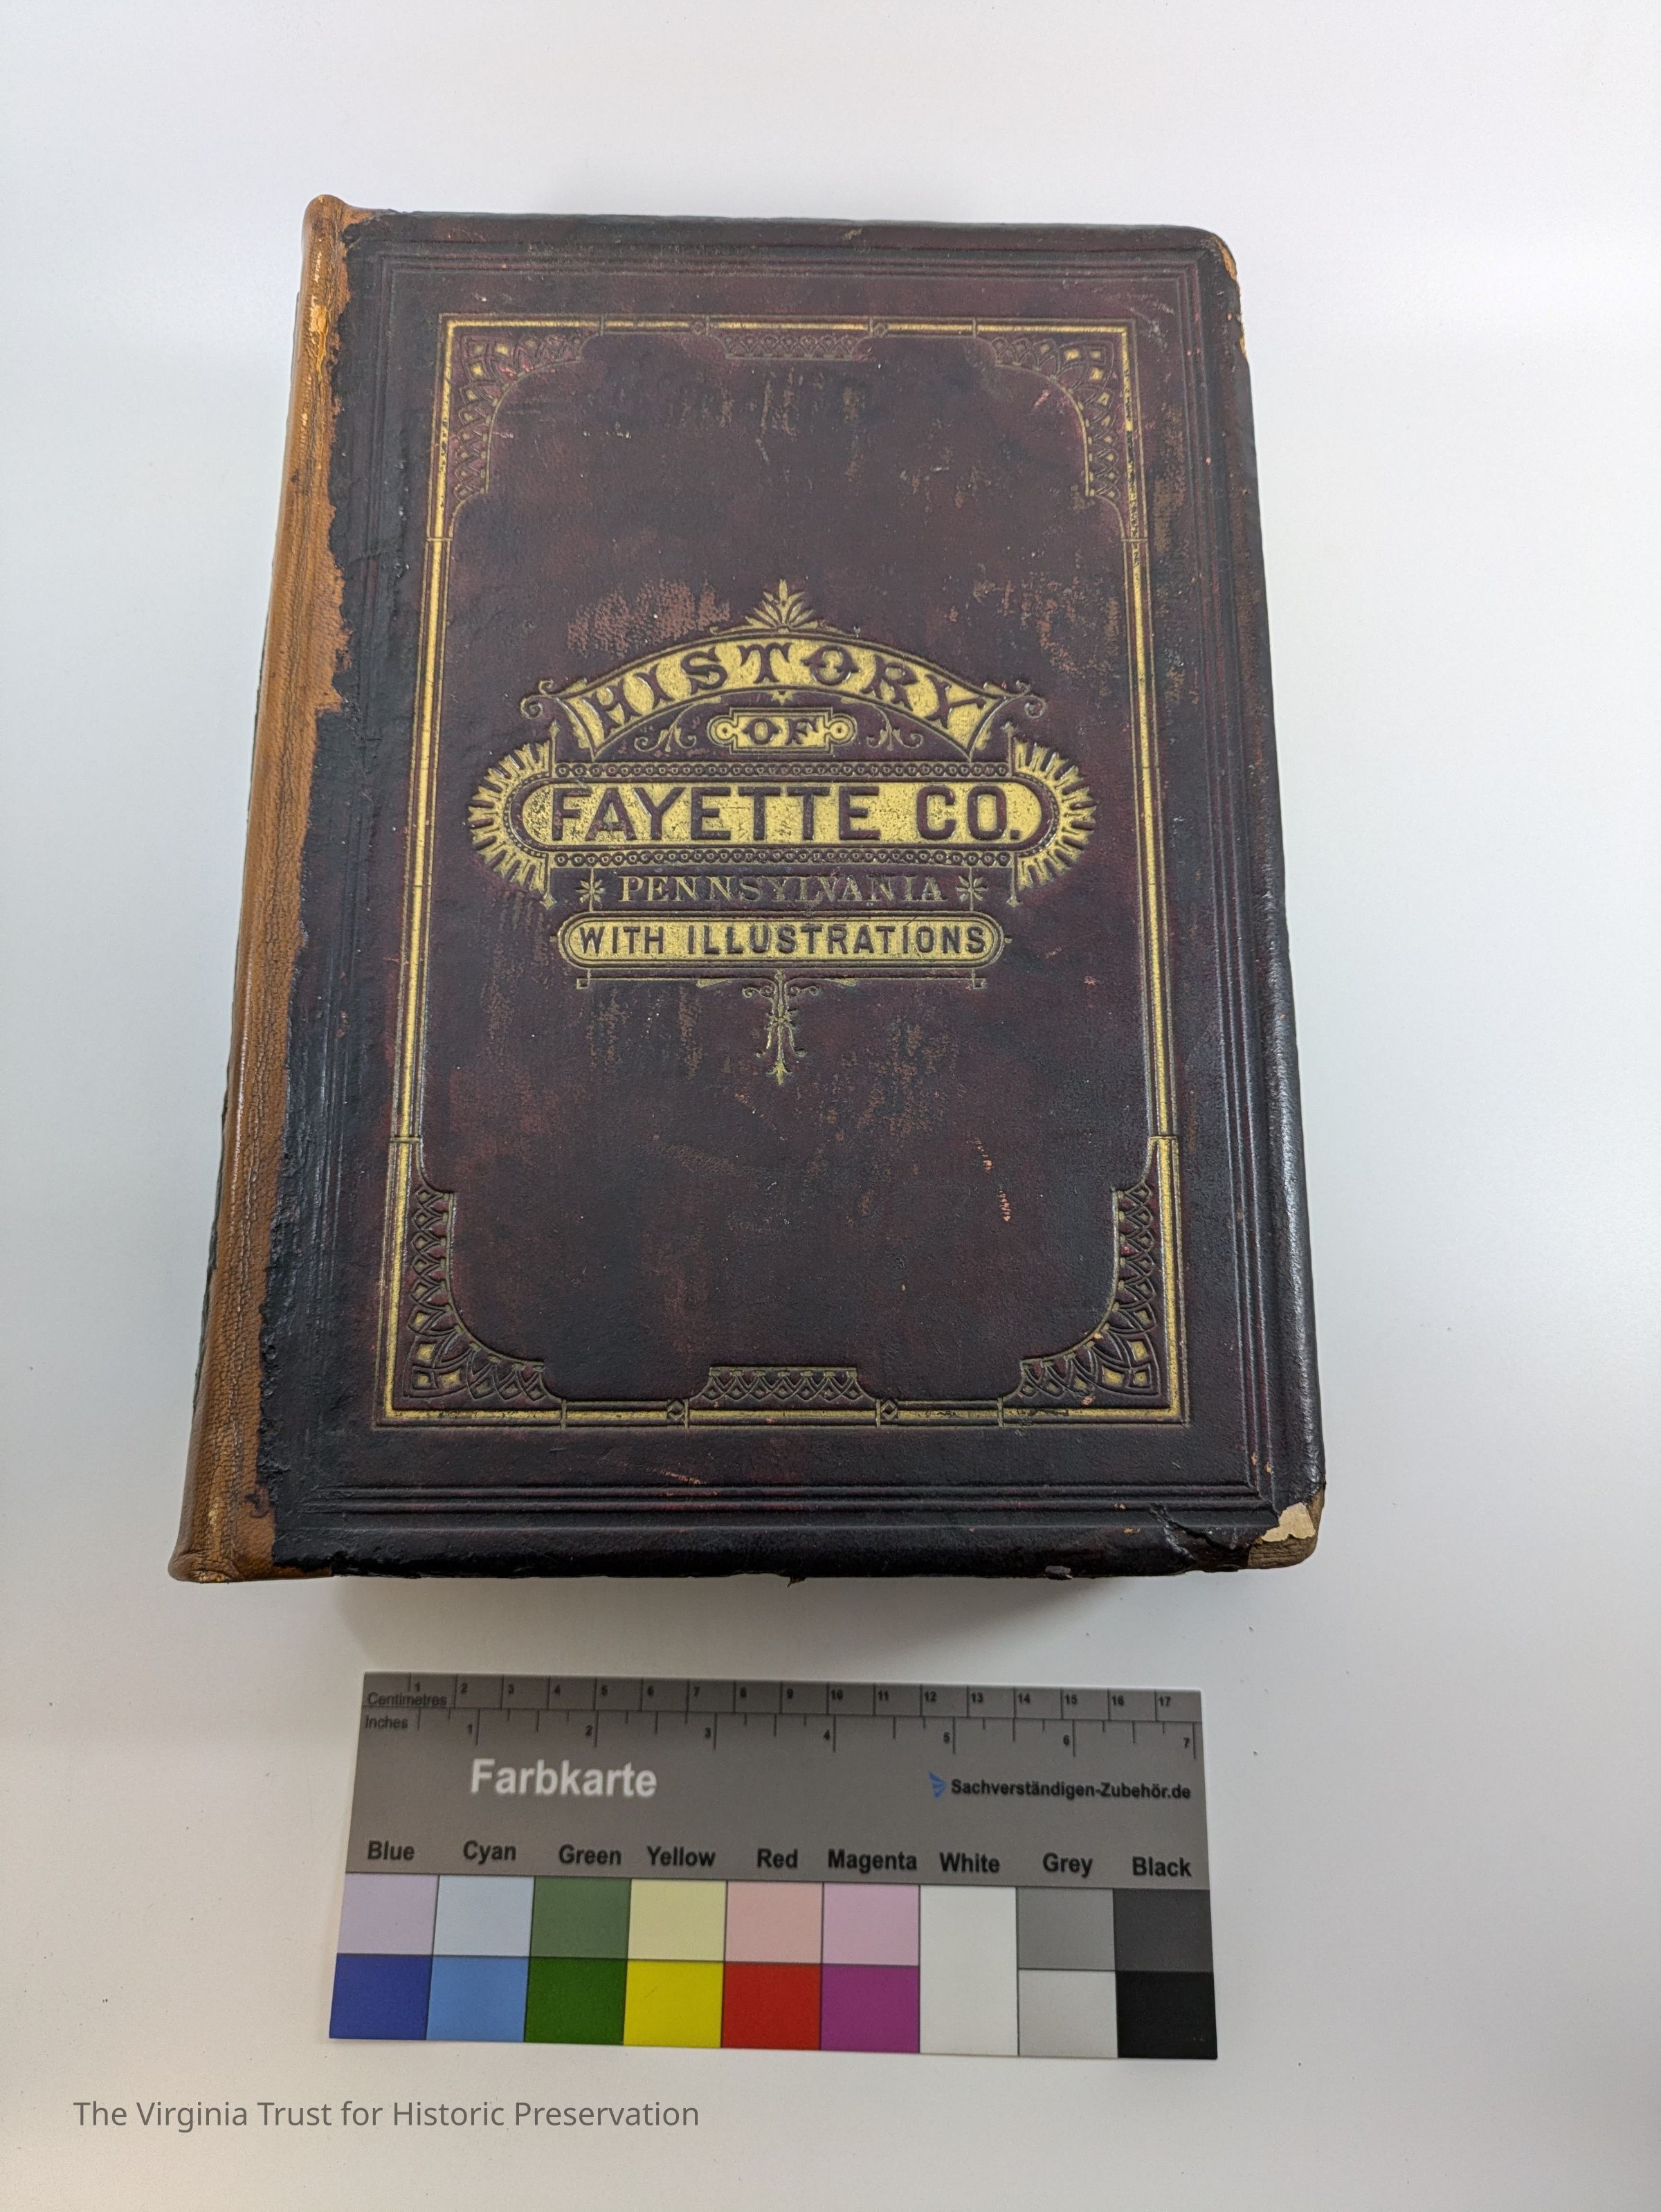 HISTORY
OF
FAYETTE CO.
PENNSYLVANIA
WITH ILLUSTRATIONS
Centimetres 1 2 3 4 5 6 7 8 9 10 11 12 13 14 15 16 17
Inches 1 2 3 4 5 6 7
Farbkarte
Sachverständigen-Zubehör.de
Blue Cyan Green Yellow Red Magenta White Grey Black
The Virginia Trust for Historic Preservation